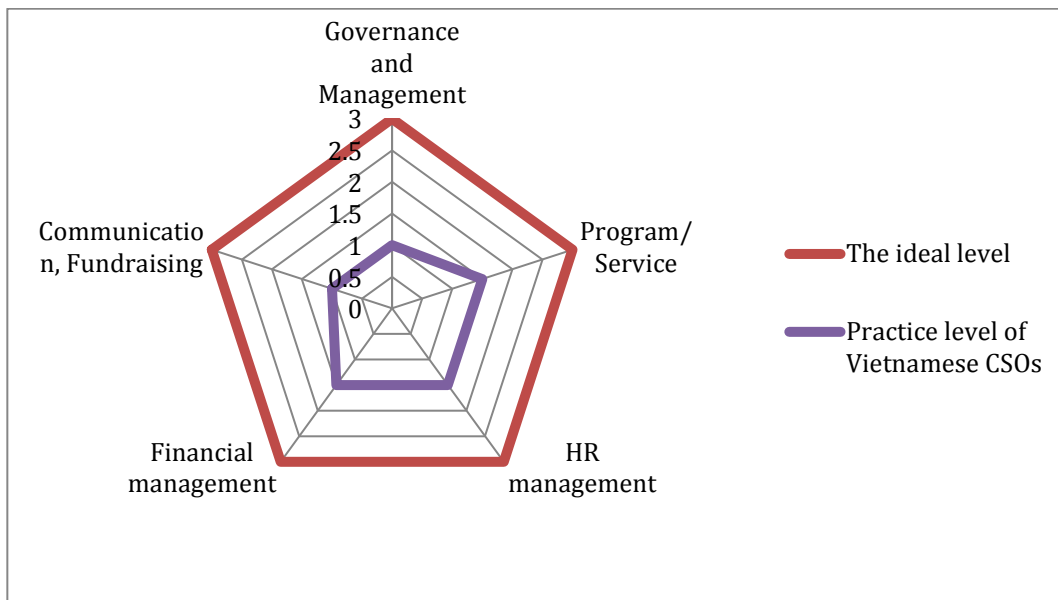 Governance
and
Management
3
2.5
2
1.5
1
0.5
0
Communicatio
n, Fundraising
Program/
Service
Financial
management
HR
management
The ideal level
Practice level of
Vietnamese CSOs